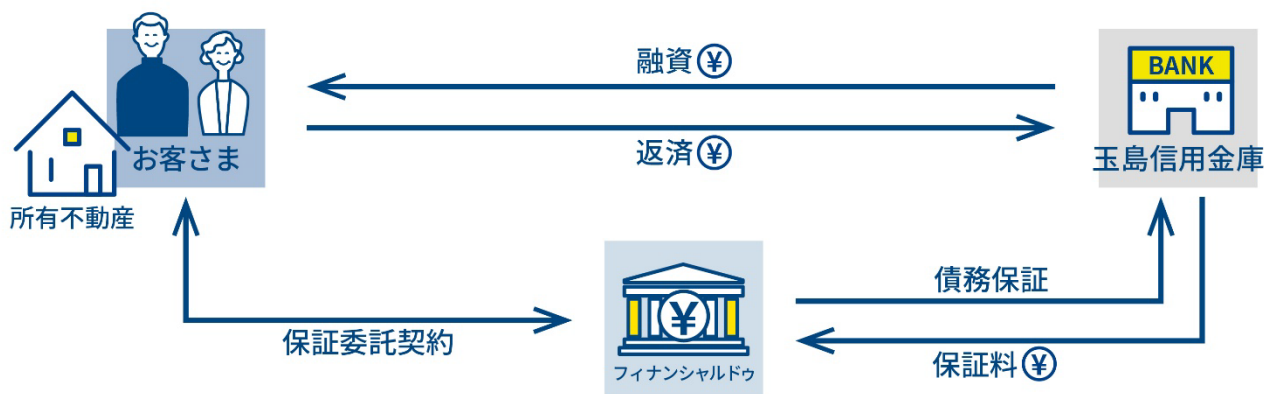 融資¥
BANK
返済¥
お客さま
玉島信用金庫
所有不動産
債務保証
¥
保証委託契約
フィナンシャルドゥ
保証料¥